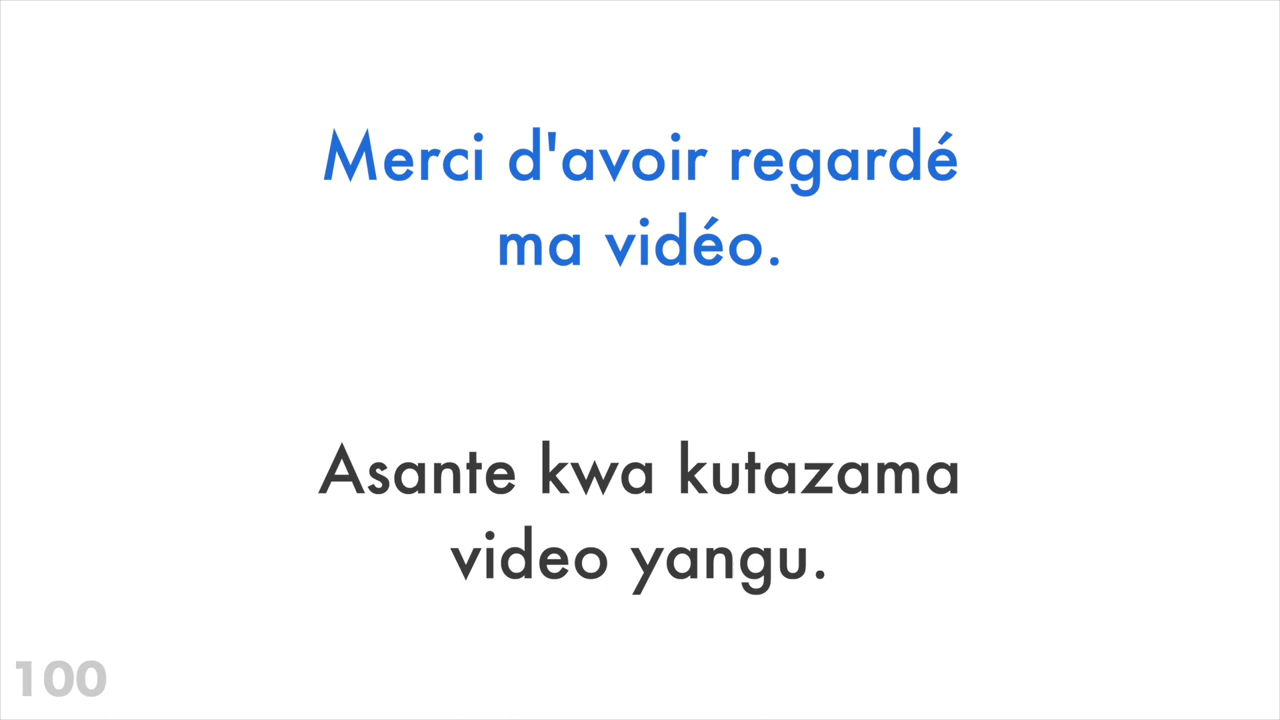 Merci d'avoir regardé
ma vidéo.
Asante kwa kutazama
video yangu.
100